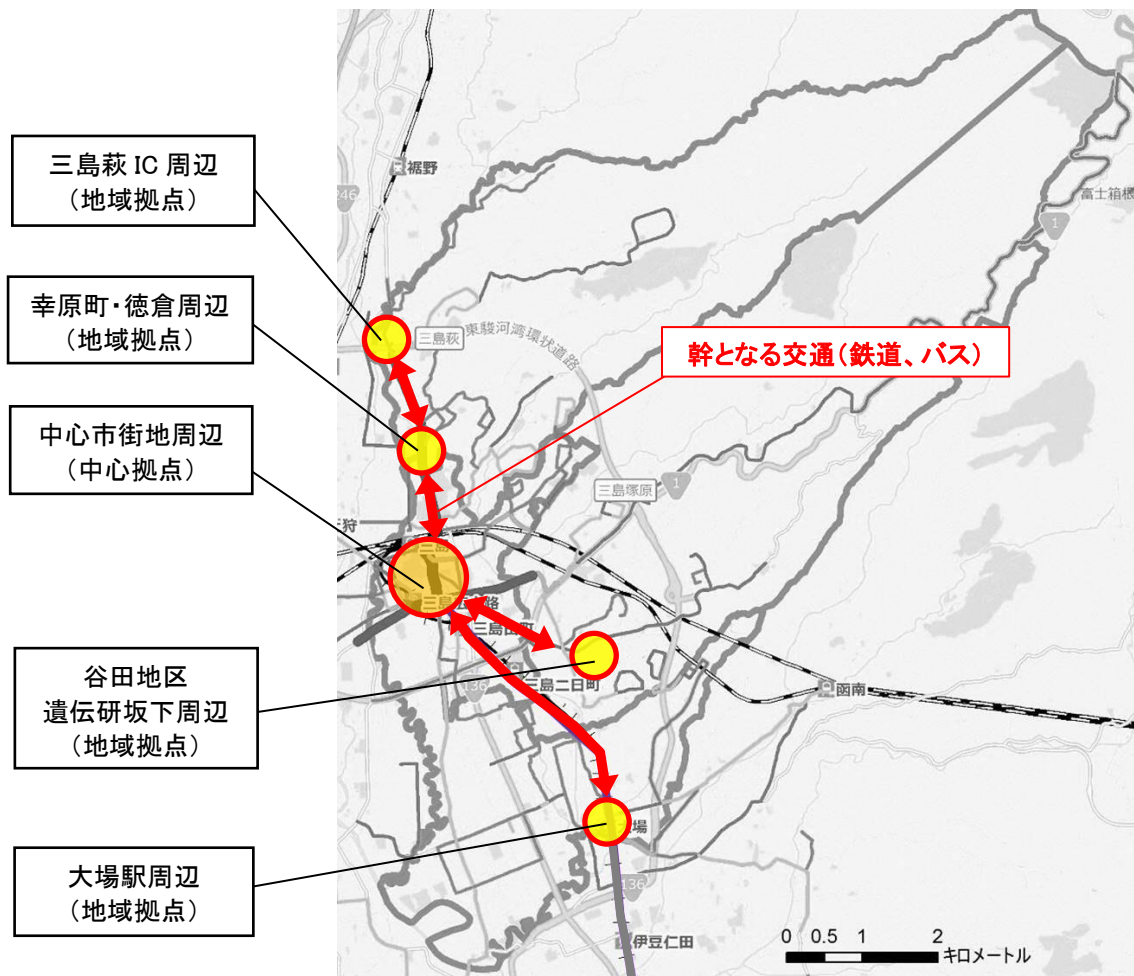 三島萩 IC 周辺
（地域拠点）
幸原町・徳倉周辺
（地域拠点）
中心市街地周辺
（中心拠点）
谷田地区
遺伝研坂下周辺
（地域拠点）
大場駅周辺
（地域拠点）
幹となる交通（鉄道、バス）
裾野
246
富士箱根
1
三島萩
東駿河湾環状道路
三島塚原
1
三島
三島田町
136
三島二日町
函南
場
136
伊豆仁田
0 0.5 1 2
キロメートル